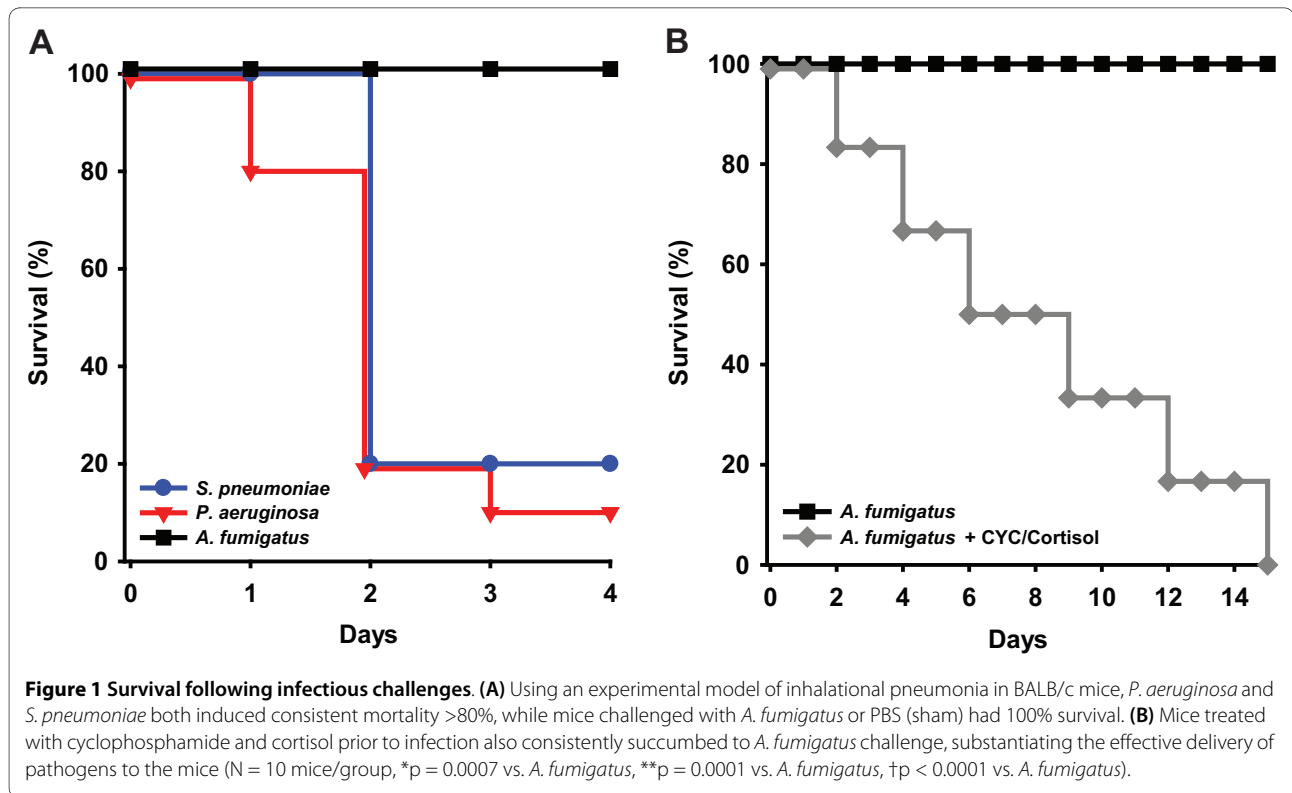 A
100
80
60
40
20
0
Survival (%)
S. pneumoniae
P. aeruginosa
A. fumigatus
0 1 2 3 4
Days
B
100
80
60
40
20
0
Survival (%)
A. fumigatus
A. fumigatus + CYC/Cortisol
0 2 4 6 8 10 12 14
Days
Figure 1 Survival following infectious challenges. (A) Using an experimental model of inhalational pneumonia in BALB/c mice, P. aeruginosa and
S. pneumoniae both induced consistent mortality >80%, while mice challenged with A. fumigatus or PBS (sham) had 100% survival. (B) Mice treated
with cyclophosphamide and cortisol prior to infection also consistently succumbed to A. fumigatus challenge, substantiating the effective delivery of
pathogens to the mice (N = 10 mice/group, *p = 0.0007 vs. A. fumigatus, **p = 0.0001 vs. A. fumigatus, †p < 0.0001 vs. A. fumigatus).